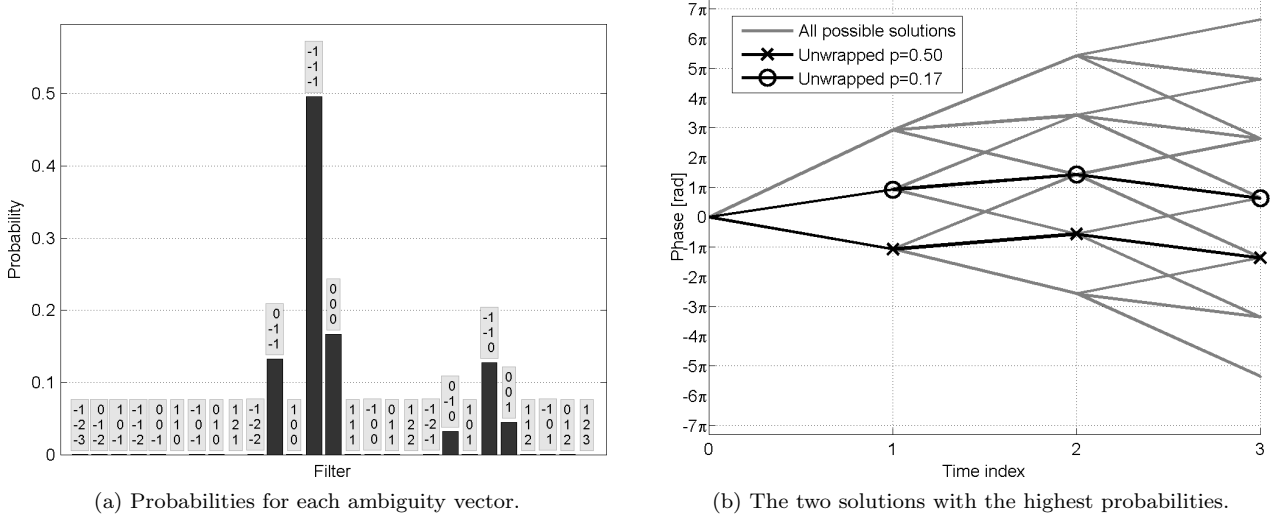 -1
-1
-1
0.5
0.4
0.3
0.2
0.1
0
Probability
0
-1
-1
0
0
0
-1
-1
0
0
-1
0
0
0
1
-1 0 1 -1 0 1 -1 0 1 -1 1 1 -1 0 1 -1 1 1 -1 0 1
-2 -1 0 -1 0 1 0 1 2 -2 0 1 0 1 2 -2 0 1 0 1 2
-3 -2 -1 -2 -1 0 -1 0 1 -2 0 1 0 1 2 -1 1 2 1 2 3
Filter
(a) Probabilities for each ambiguity vector.
7π
6π
5π
4π
3π
2π
1π
0
-1π
-2π
-3π
-4π
-5π
-6π
-7π
Phase [rad]
All possible solutions
Unwrapped p=0.50
Unwrapped p=0.17
0 1 2 3
Time index
(b) The two solutions with the highest probabilities.